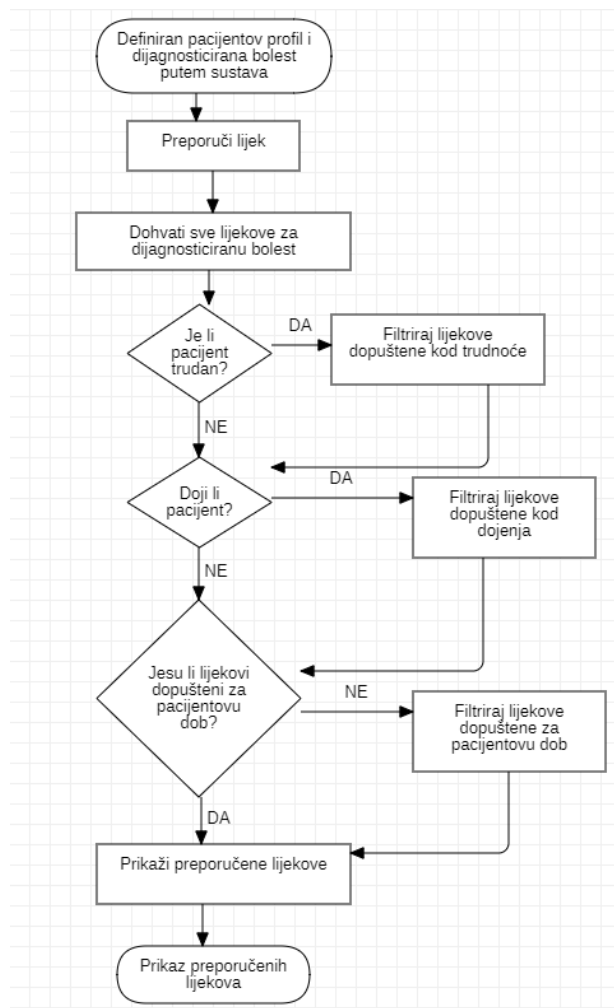 Definiran pacijentov profil i
dijagnosticirana bolest
putem sustava
Preporuči lijek
Dohvati sve lijekove za
dijagnosticiranu bolest
Je li
pacijent
trudan?
DA
Filtriraj lijekove
dopuštene kod trudnoće
NE
Doji li
pacijent?
DA
Filtriraj lijekove
dopuštene kod
dojenja
NE
Jesu li lijekovi
dopušteni za
pacijentovu
dob?
NE
Filtriraj lijekove
dopuštene za
pacijentovu dob
DA
Prikaži preporučene lijekove
Prikaz preporučenih
lijekova